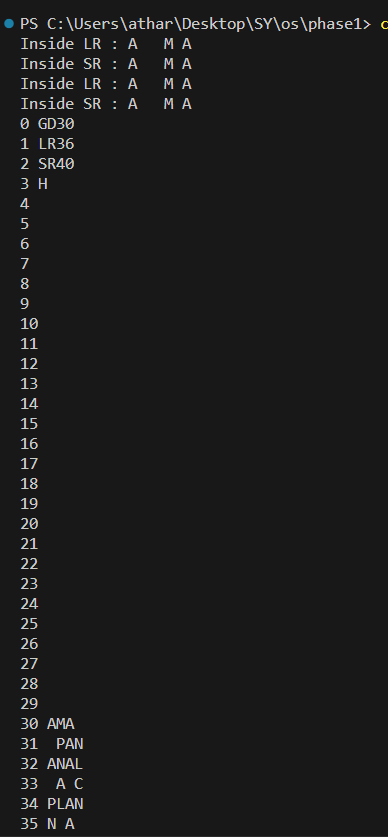 PS C:\Users\athar\Desktop\SY\os\phase1> c
Inside LR : A   M A
Inside SR : A   M A
Inside LR : A   M A
Inside SR : A   M A
0 GD30
1 LR36
2 SR40
3 H
4
5
6
7
8
9
10
11
12
13
14
15
16
17
18
19
20
21
22
23
24
25
26
27
28
29
30 AMA
31  PAN
32 ANAL
33  A C
34 PLAN
35 N A